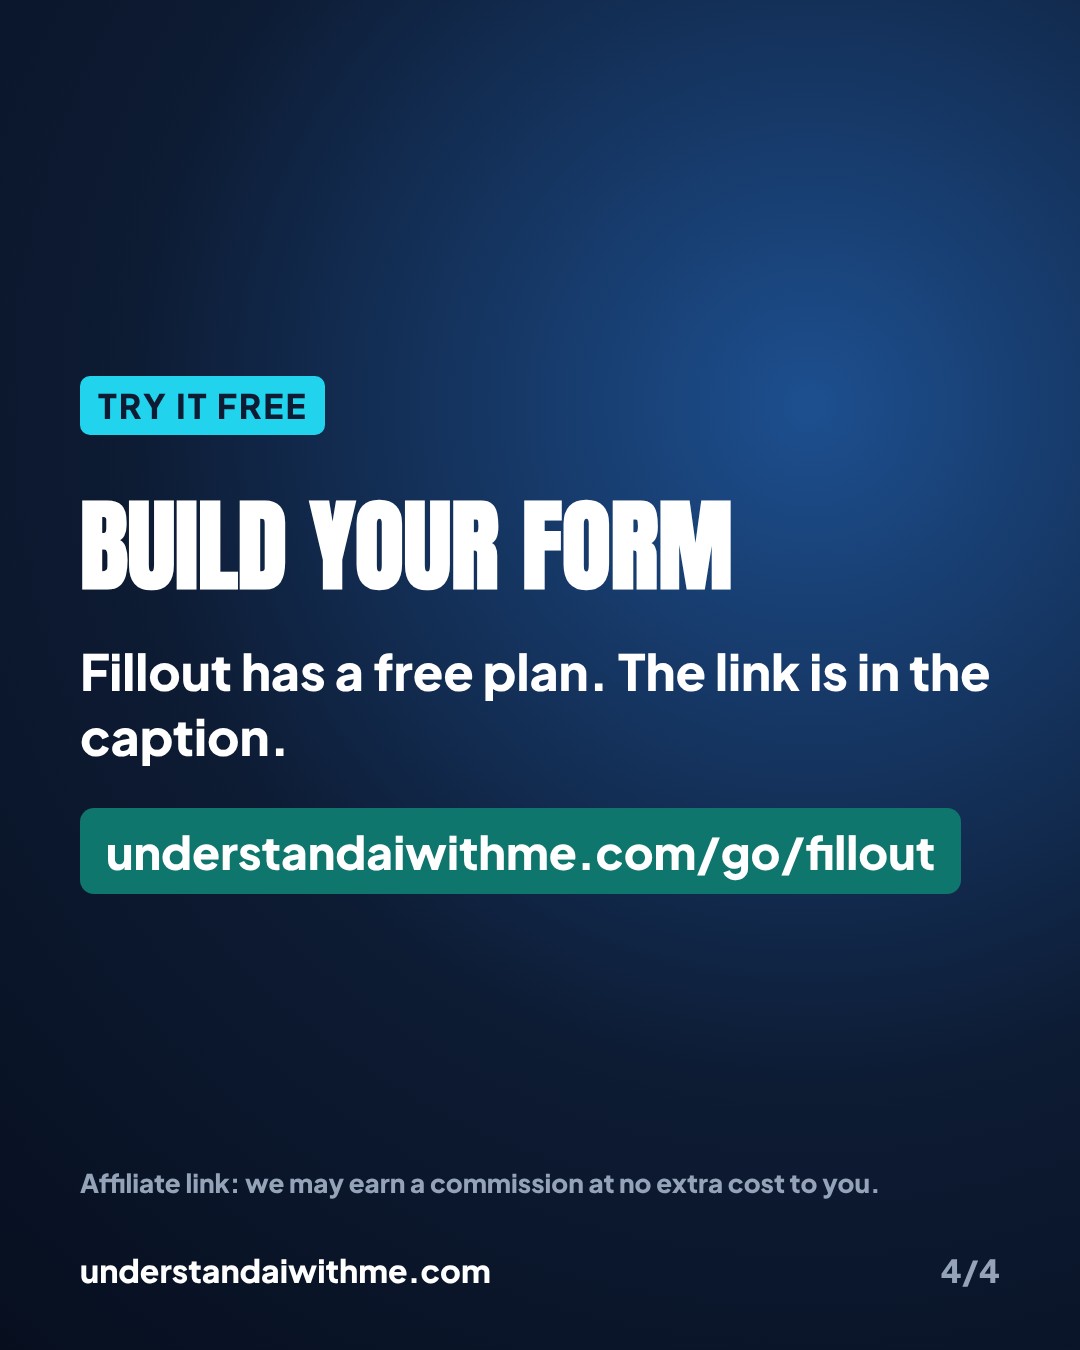 TRY IT FREE
BUILD YOUR FORM
Fillout has a free plan. The link is in the
caption.
understandaiwithme.com/go/fillout
Affiliate link: we may earn a commission at no extra cost to you.
understandaiwithme.com
4/4